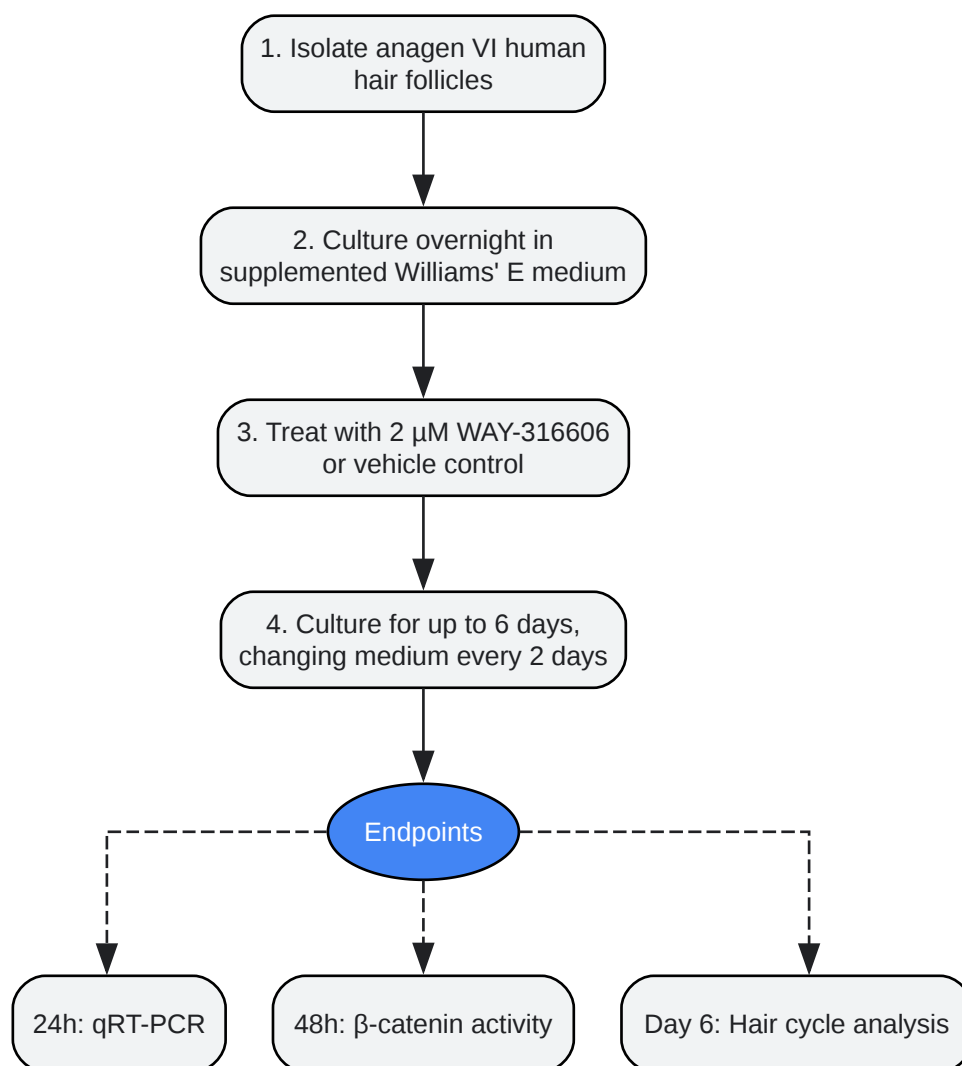 1. Isolate anagen VI human
hair follicles
2. Culture overnight in
supplemented Williams' E medium
3. Treat with 2 µM WAY-316606
or vehicle control
4. Culture for up to 6 days,
changing medium every 2 days
Endpoints
24h: qRT-PCR
48h: β-catenin activity
Day 6: Hair cycle analysis